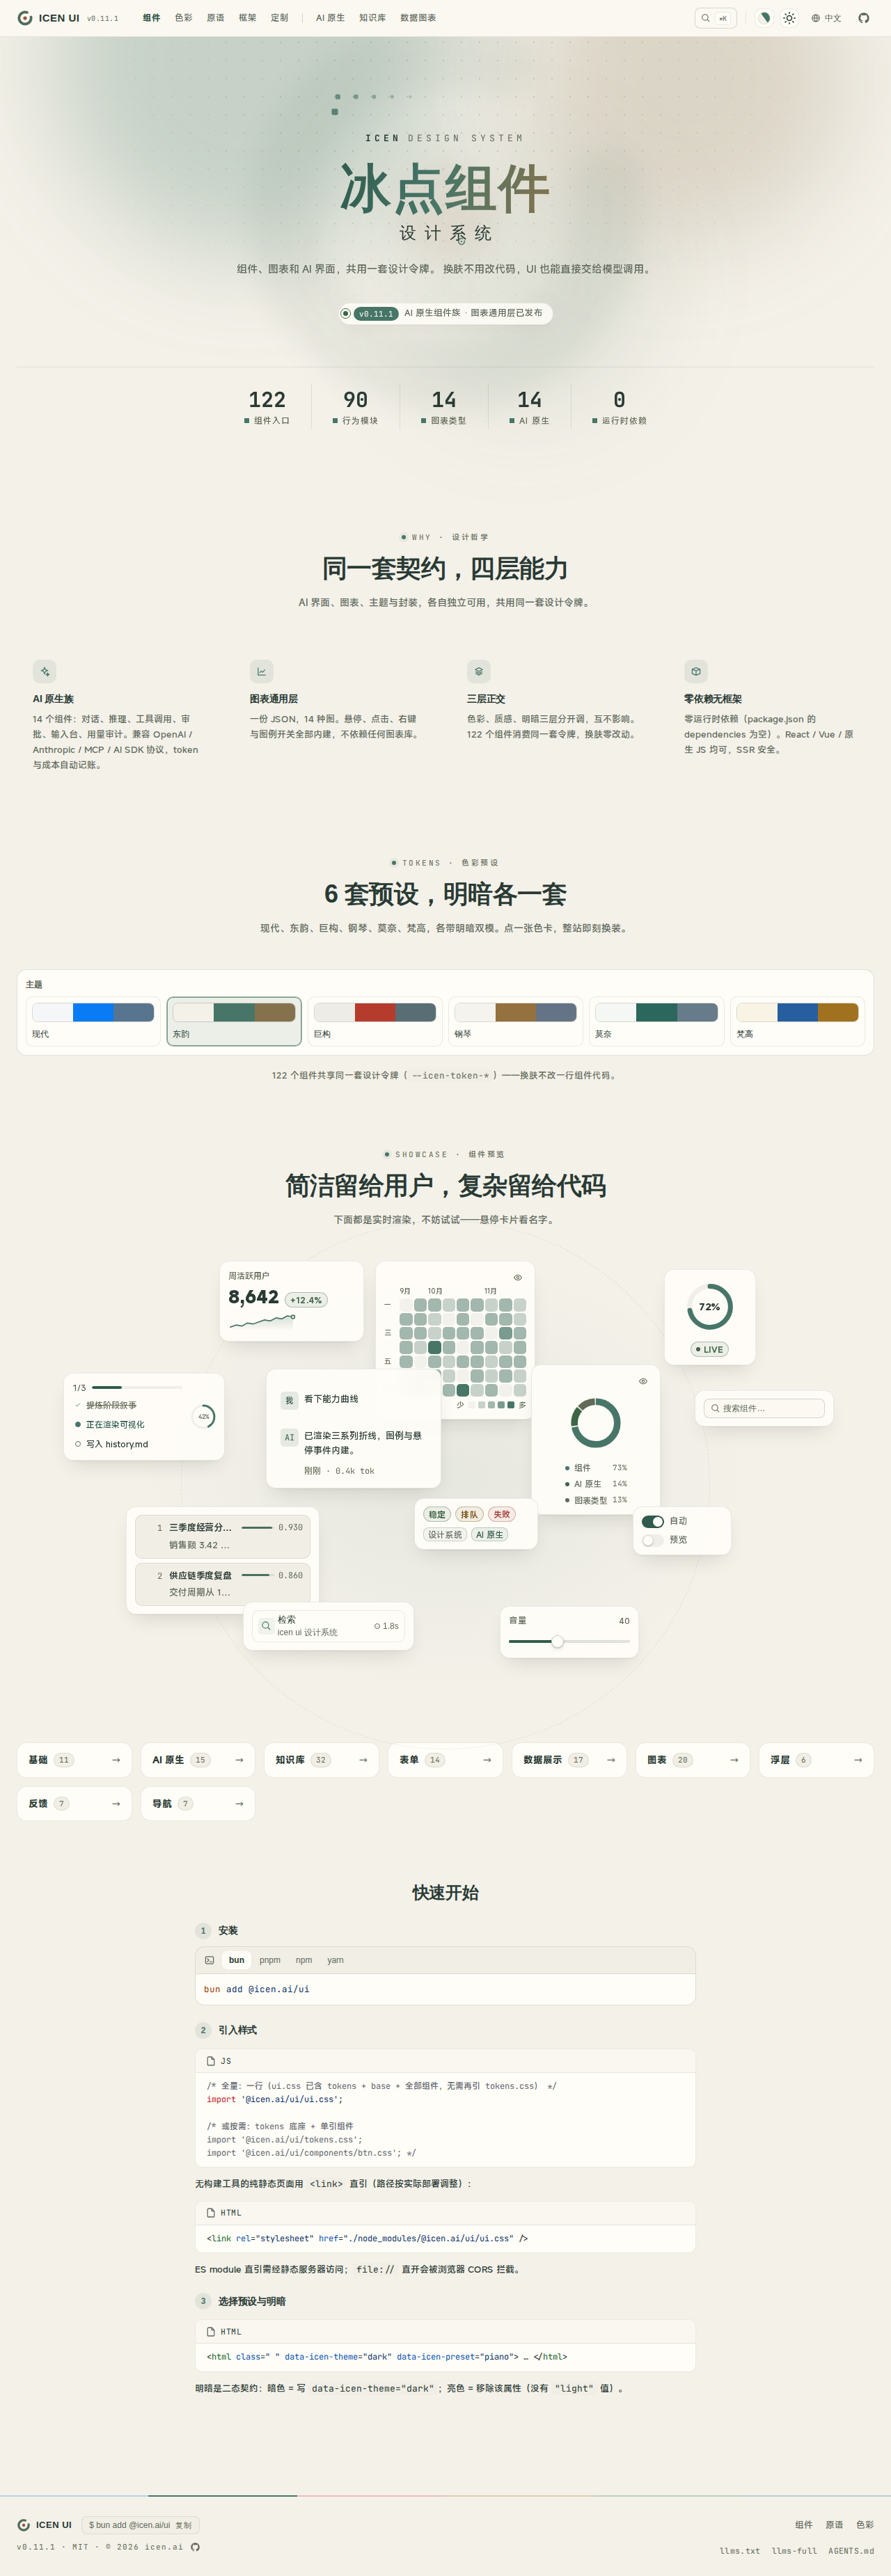 ICEN UI v0.11.1 组件 色彩 原语 框架 定制 AI 原生 知识库 数据图表 ⌘K 中文
ICEN DESIGN SYSTEM
冰点组件
设计系统
组件、图表和 AI 界面，共用一套设计令牌。 换肤不用改代码，UI 也能直接交给模型调用。
v0.11.1 AI 原生组件族 · 图表通用层已发布
122 90 14 14 0
组件入口 行为模块 图表类型 AI 原生 运行时依赖
WHY · 设计哲学
同一套契约，四层能力
AI 界面、图表、主题与封装，各自独立可用，共用同一套设计令牌。
AI 原生族
14 个组件：对话、推理、工具调用、审
批、输入台、用量审计。兼容 OpenAI /
Anthropic / MCP / AI SDK 协议，token
与成本自动记账。
图表通用层
一份 JSON，14 种图。悬停、点击、右键
与图例开关全部内建，不依赖任何图表库。
三层正交
色彩、质感、明暗三层分开调，互不影响。
122 个组件消费同一套令牌，换肤零改动。
零依赖无框架
零运行时依赖（package.json 的
dependencies 为空）。React / Vue / 原
生 JS 均可，SSR 安全。
TOKENS · 色彩预设
6 套预设，明暗各一套
现代、东韵、巨构、钢琴、莫奈、梵高，各带明暗双模。点一张色卡，整站即刻换装。
主题
现代 东韵 巨构 钢琴 莫奈 梵高
122 个组件共享同一套设计令牌（ --icen-token-* ）——换肤不改一行组件代码。
SHOWCASE · 组件预览
简洁留给用户，复杂留给代码
下面都是实时渲染，不妨试试——悬停卡片看名字。
周活跃用户
8,642 +12.4%
9月 10月 11月
一
三
五
少 多
72%
LIVE
1/3
提炼阶段叙事
正在渲染可视化
写入 history.md
42%
我 看下能力曲线
AI 已渲染三系列折线，图例与悬
停事件内建。
刚刚 · 0.4k tok
组件 73%
AI 原生 14%
图表类型 13%
搜索组件…
稳定 排队 失败
设计系统 AI 原生
自动
预览
1 三季度经营分… 0.930
销售额 3.42 …
2 供应链季度复盘 0.860
交付周期从 1…
检索
icen ui 设计系统
1.8s
音量 40
基础 11 → AI 原生 15 → 知识库 32 → 表单 14 → 数据展示 17 → 图表 20 → 浮层 6 →
反馈 7 → 导航 7 →
快速开始
1 安装
bun pnpm npm yarn
bun add @icen.ai/ui
2 引入样式
JS
/* 全量：一行（ui.css 已含 tokens + base + 全部组件，无需再引 tokens.css） */
import '@icen.ai/ui/ui.css';
/* 或按需：tokens 底座 + 单引组件
import '@icen.ai/ui/tokens.css';
import '@icen.ai/ui/components/btn.css'; */
无构建工具的纯静态页面用 <link> 直引（路径按实际部署调整）：
HTML
<link rel="stylesheet" href="./node_modules/@icen.ai/ui/ui.css" />
ES module 直引需经静态服务器访问； file:// 直开会被浏览器 CORS 拦截。
3 选择预设与明暗
HTML
<html class=" " data-icen-theme="dark" data-icen-preset="piano"> … </html>
明暗是二态契约：暗色 = 写 data-icen-theme="dark" ；亮色 = 移除该属性（没有 "light" 值）。
ICEN UI $ bun add @icen.ai/ui 复制 组件 原语 色彩
v0.11.1 · MIT · © 2026 icen.ai llms.txt llms-full AGENTS.md